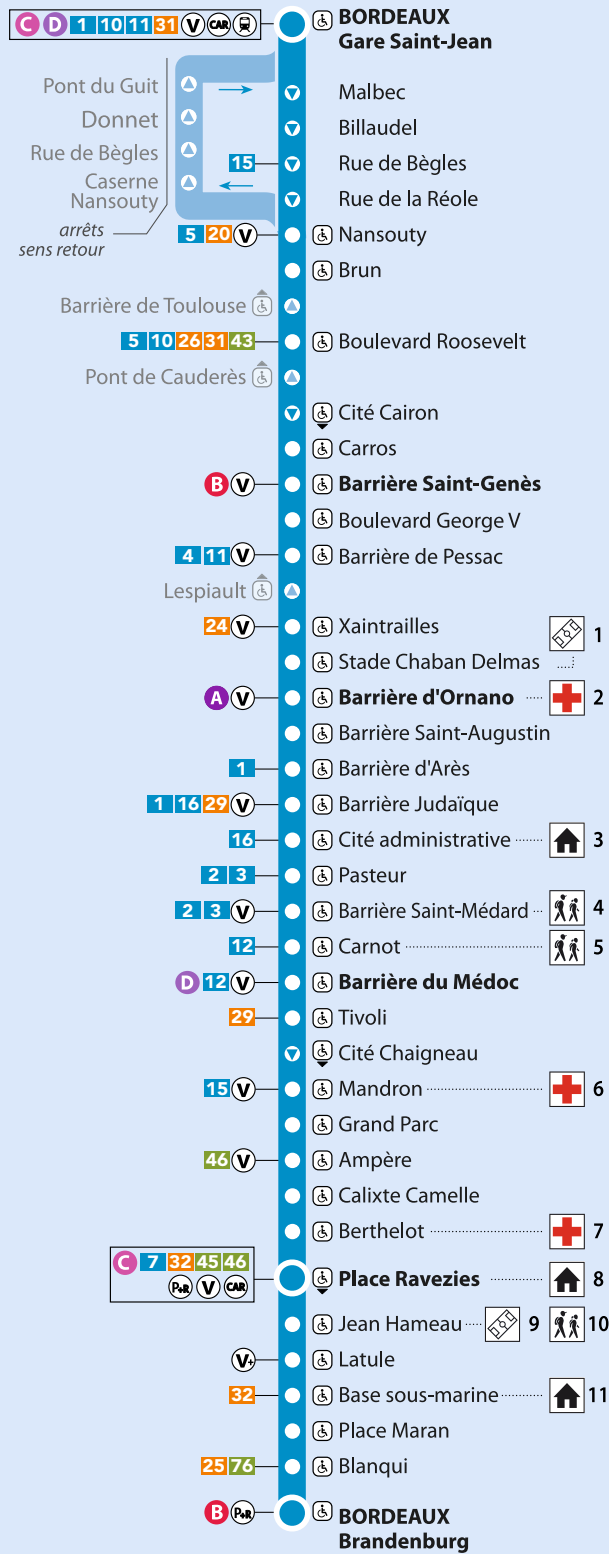 C D 1 10 11 31 V CAR
BORDEAUX
Gare Saint-Jean
Pont du Guit
Donnet
Rue de Bègles
Caserne
Nansouty
arrêts
sens retour
Malbec
Billaudel
15 Rue de Bègles
Rue de la Réole
5 20 V Nansouty
Brun
Barrière de Toulouse
5 10 26 31 43 Boulevard Roosevelt
Pont de Cauderès
Cité Cairon
Carros
B V Barrière Saint-Genès
Boulevard George V
4 11 V Barrière de Pessac
Lespiault
24 V Xaintrailles 1
Stade Chaban Delmas
A V Barrière d'Ornano 2
Barrière Saint-Augustin
1 Barrière d'Arès
1 16 29 V Barrière Judaïque
16 Cité administrative 3
2 3 Pasteur
2 3 V Barrière Saint-Médard 4
12 Carnot 5
D 12 V Barrière du Médoc
29 Tivoli
Cité Chaigneau
15 V Mandron 6
Grand Parc
46 V Ampère
Calixte Camelle
Berthelot 7
C 7 32 45 46
P+R V CAR
Place Ravezies 8
Jean Hameau 9 10
V+ Latule
32 Base sous-marine 11
Place Maran
25 76 Blanqui
B P+R BORDEAUX
Brandenburg